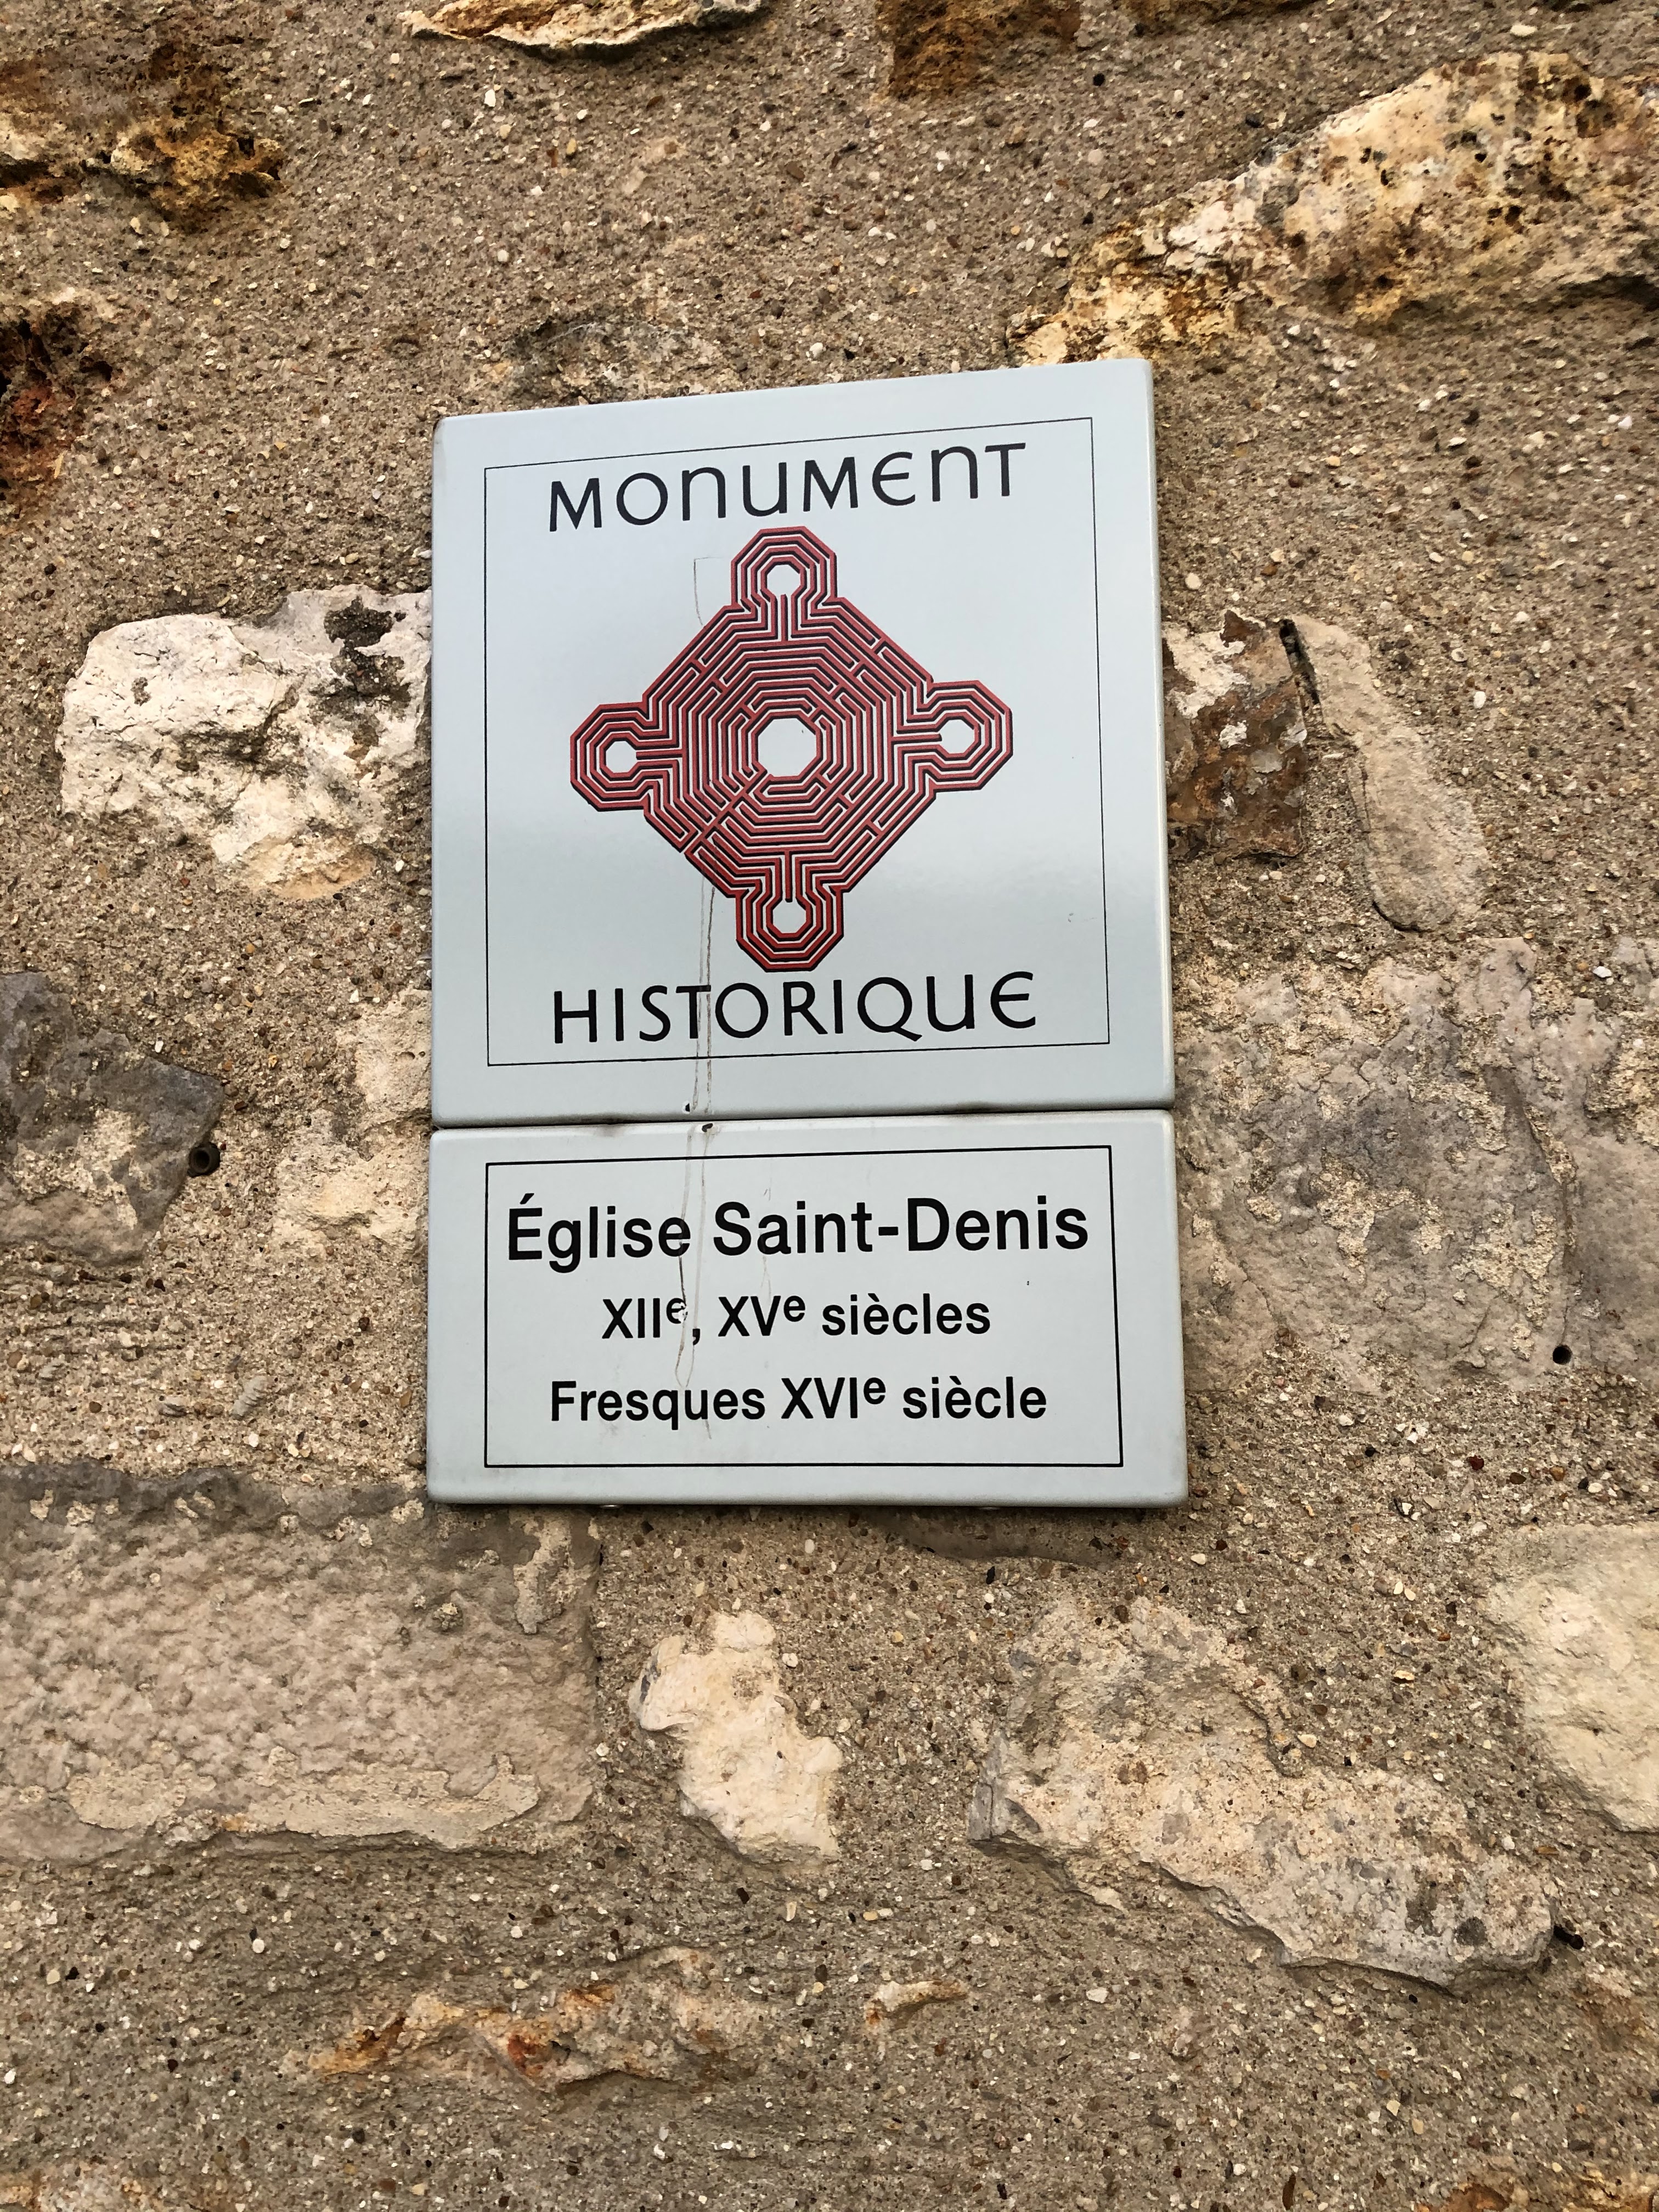 MONUMENT
HISTORIQUE
Église Saint-Denis
XIIe, XVe siècles
Fresques XVIe siècle